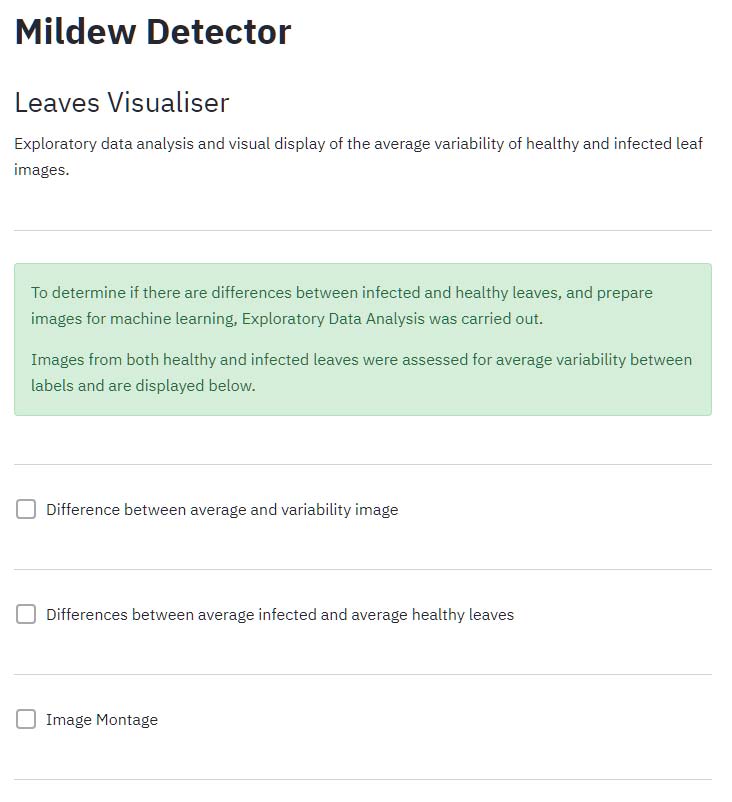 Mildew Detector
Leaves Visualiser
Exploratory data analysis and visual display of the average variability of healthy and infected leaf
images.
To determine if there are differences between infected and healthy leaves, and prepare
images for machine learning, Exploratory Data Analysis was carried out.
Images from both healthy and infected leaves were assessed for average variability between
labels and are displayed below.
Difference between average and variability image
Differences between average infected and average healthy leaves
Image Montage